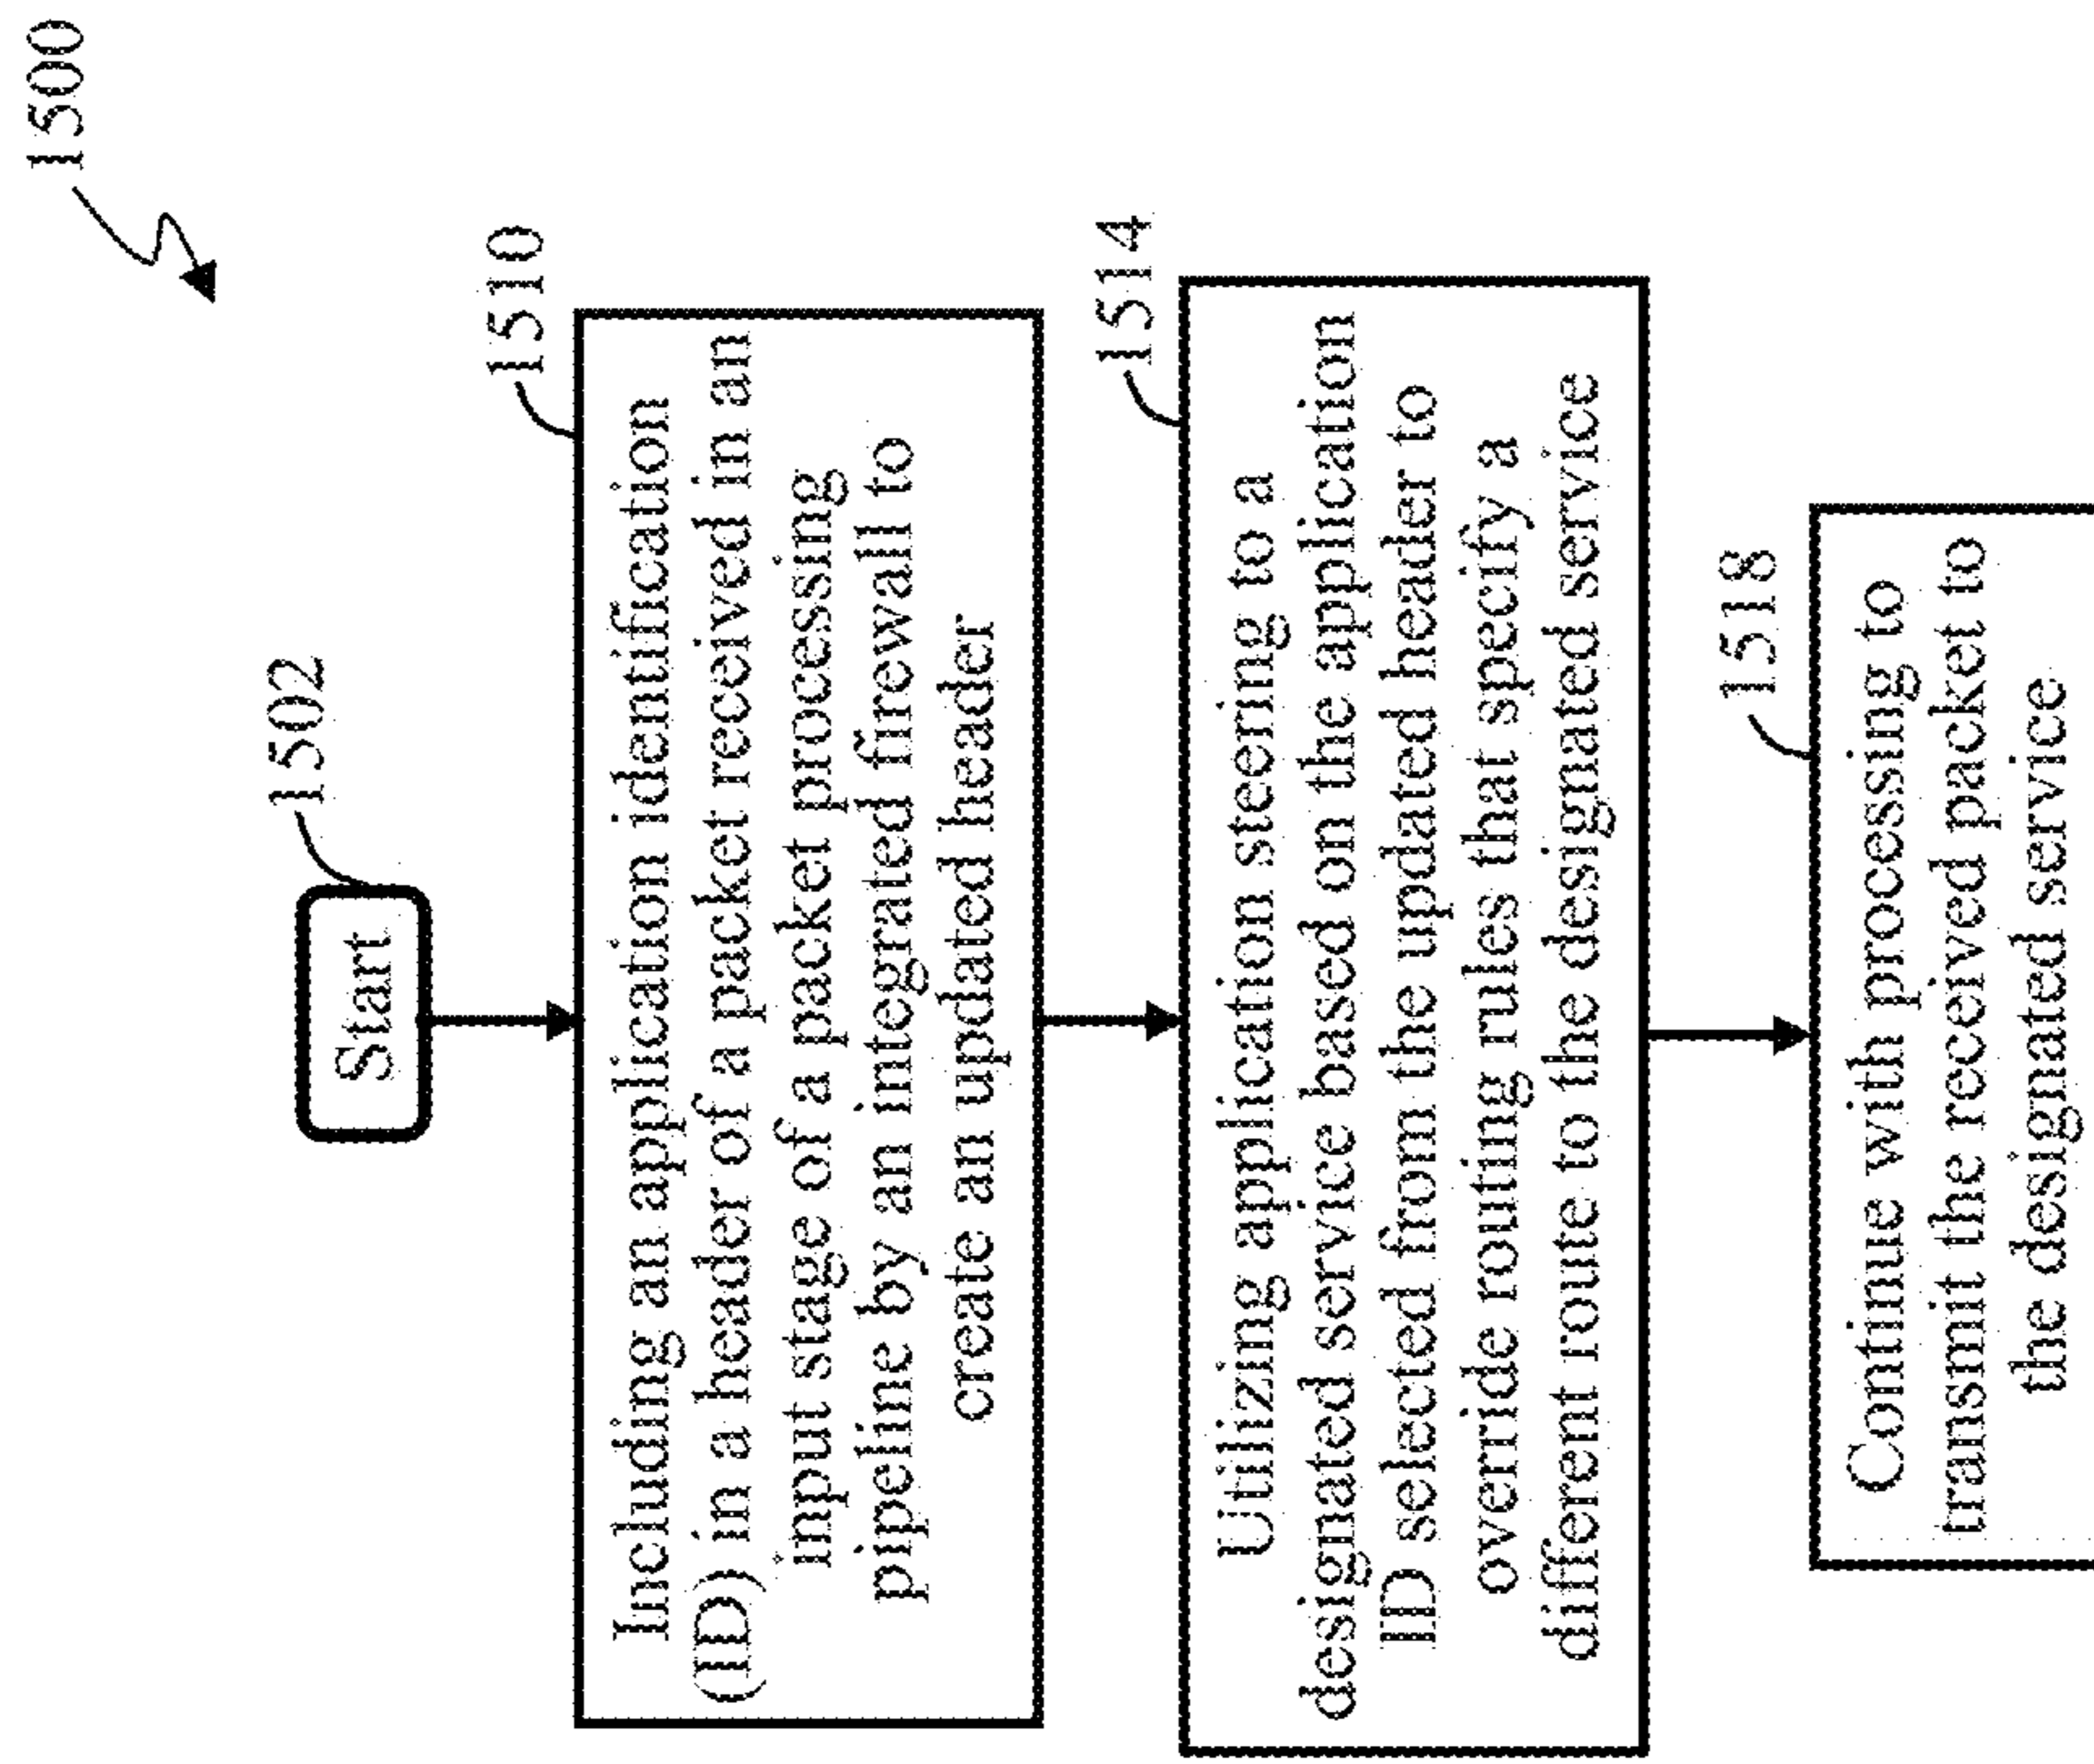 1500
1502
Start
1510
Including an application identification
(ID) in a header of a packet received in an
input stage of a packet processing
pipeline by an integrated firewall to
create an updated header
1514
Utilizing application steering to a
designated service based on the application
ID selected from the updated header to
override routing rules that specify a
different route to the designated service
1518
Continue with processing to
transmit the received packet to
the designated service